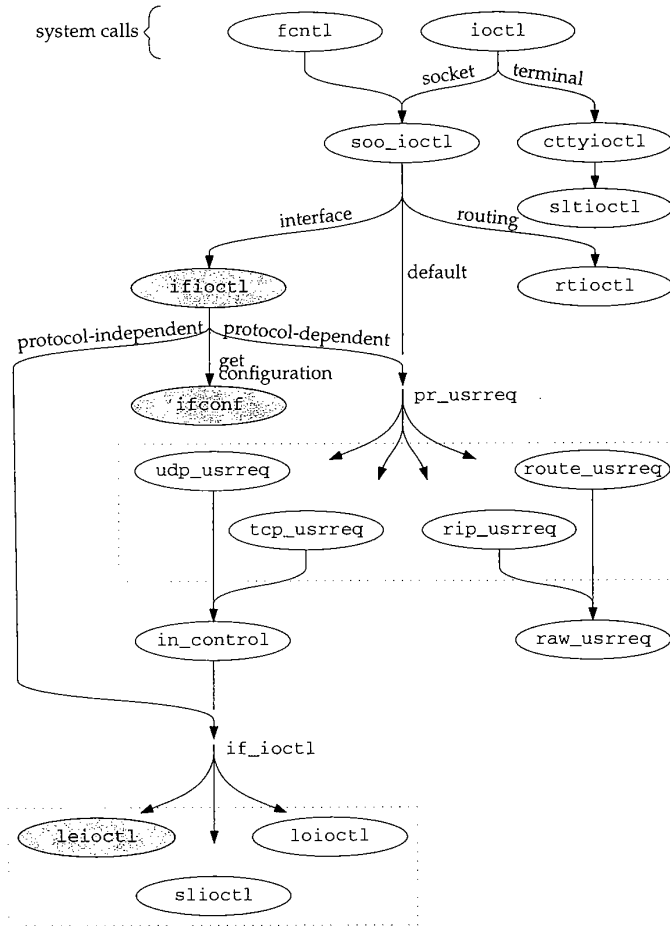 system calls
fcntl
ioctl
socket
terminal
soo_ioctl
cttyioctl
sltioctl
interface
routing
ifioctl
default
rtioctl
protocol-independent
protocol-dependent
get
configuration
ifconf
pr_usrreq
udp_usrreq
route_usrreq
tcp_usrreq
rip_usrreq
in_control
raw_usrreq
if_ioctl
leioctl
loioctl
slioctl